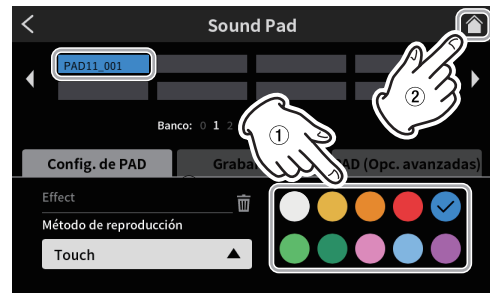 Sound Pad
PAD11_001
Banco: 0 1 2
①
②
Config. de PAD
Graba
AD (Opc. avanzadas)
Effect
Método de reproducción
Touch